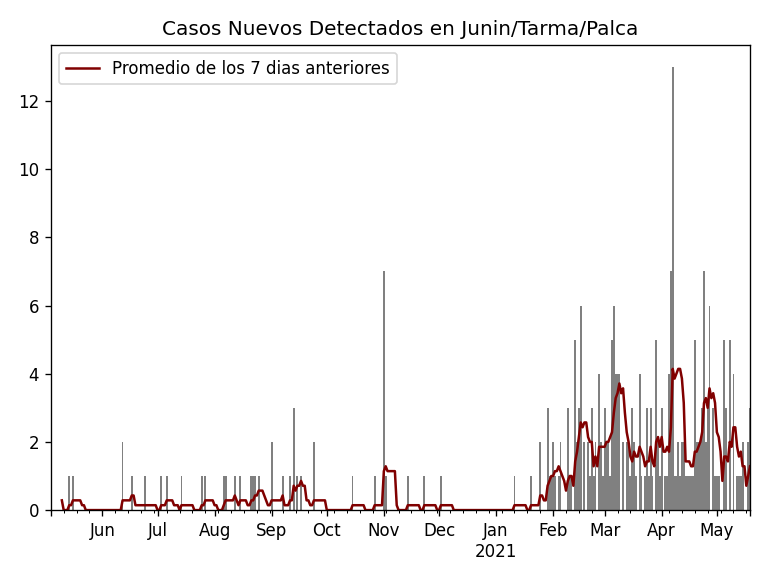 Casos Nuevos Detectados en Junin/Tarma/Palca
Promedio de los 7 dias anteriores
12
10
8
6
4
2
0
Jun Jul Aug Sep Oct Nov Dec Jan Feb Mar Apr May
2021